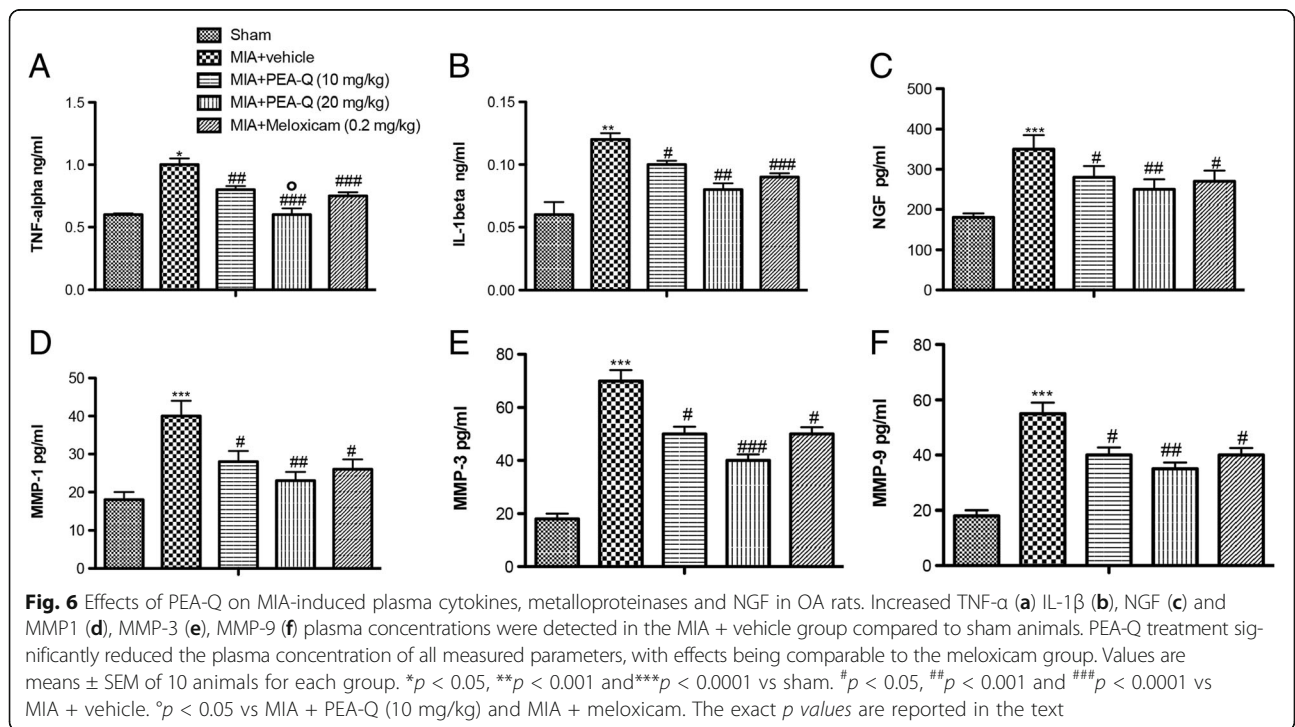 Sham
MIA+vehicle
MIA+PEA-Q (10 mg/kg)
MIA+PEA-Q (20 mg/kg)
MIA+Meloxicam (0.2 mg/kg)
A
TNF-alpha ng/ml
1.5
1.0
0.5
0.0
*
##
°
###
###
B
IL-1beta ng/ml
0.15
0.10
0.05
0.00
**
#
##
###
C
NGF pg/ml
500
400
300
200
100
0
***
#
##
#
D
MMP-1 pg/ml
50
40
30
20
10
0
***
#
##
#
E
MMP-3 pg/ml
80
60
40
20
0
***
#
###
#
F
MMP-9 pg/ml
80
60
40
20
0
***
#
##
#
Fig. 6 Effects of PEA-Q on MIA-induced plasma cytokines, metalloproteinases and NGF in OA rats. Increased TNF-α (a) IL-1β (b), NGF (c) and
MMP1 (d), MMP-3 (e), MMP-9 (f) plasma concentrations were detected in the MIA + vehicle group compared to sham animals. PEA-Q treatment sig-
nificantly reduced the plasma concentration of all measured parameters, with effects being comparable to the meloxicam group. Values are
means ± SEM of 10 animals for each group. *p < 0.05, **p < 0.001 and***p < 0.0001 vs sham. #p < 0.05, ##p < 0.001 and ###p < 0.0001 vs
MIA + vehicle. °p < 0.05 vs MIA + PEA-Q (10 mg/kg) and MIA + meloxicam. The exact p values are reported in the text